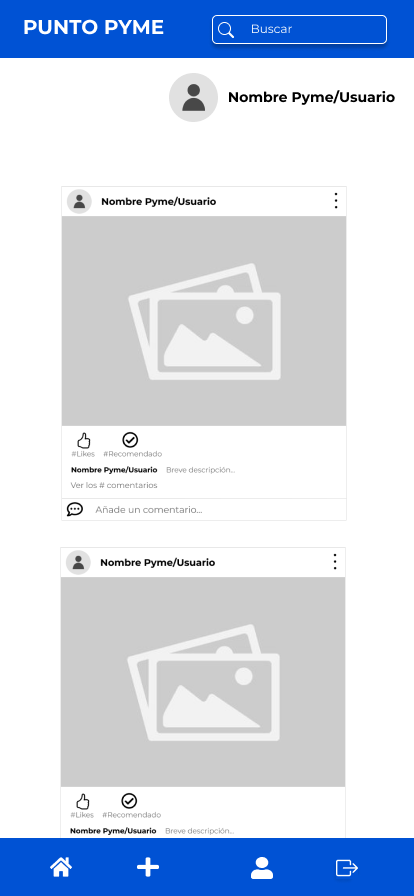 PUNTO PYME
Buscar
Nombre Pyme/Usuario
Nombre Pyme/Usuario
#Likes #Recomendado
Nombre Pyme/Usuario Breve descripción...
Ver los # comentarios
Añade un comentario...
Nombre Pyme/Usuario
#Likes #Recomendado
Nombre Pyme/Usuario Breve descripción...